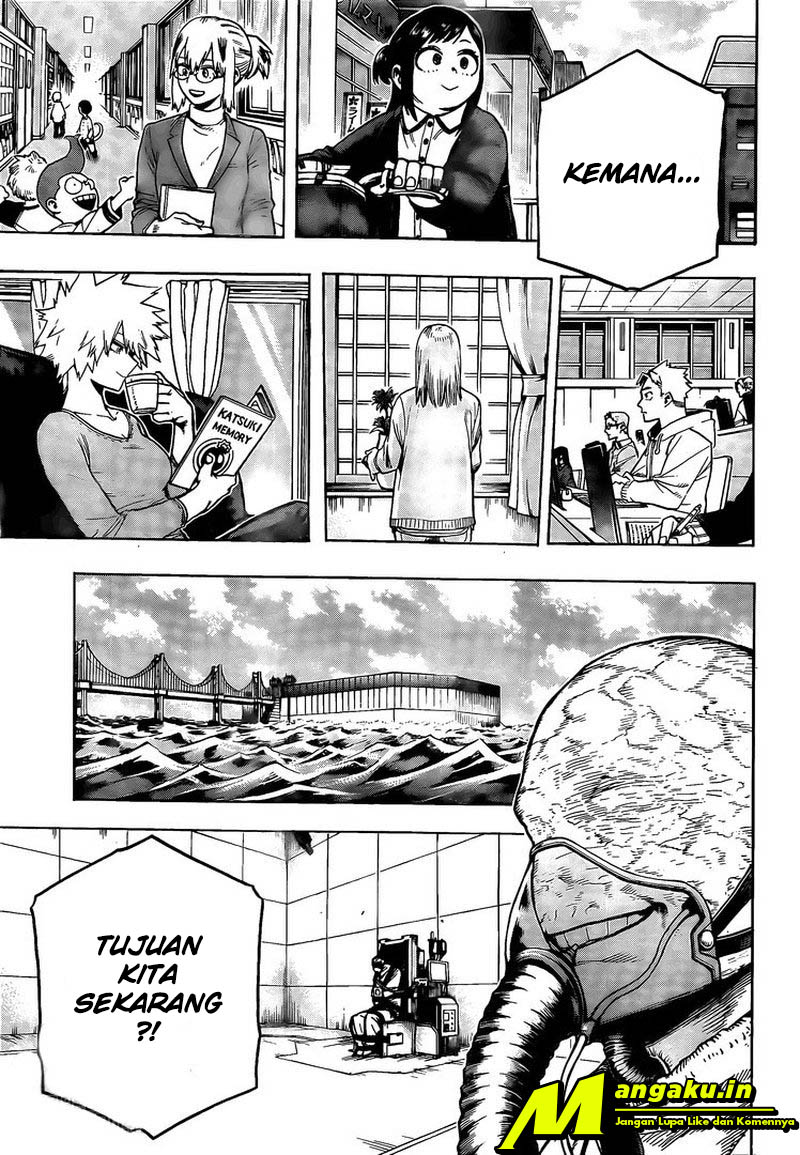 KEMANA...
KATSUKI
MEMORY
TUJUAN
KITA
SEKARANG
?!
Mangaku.in
Jangan Lupa Like dan Komennya